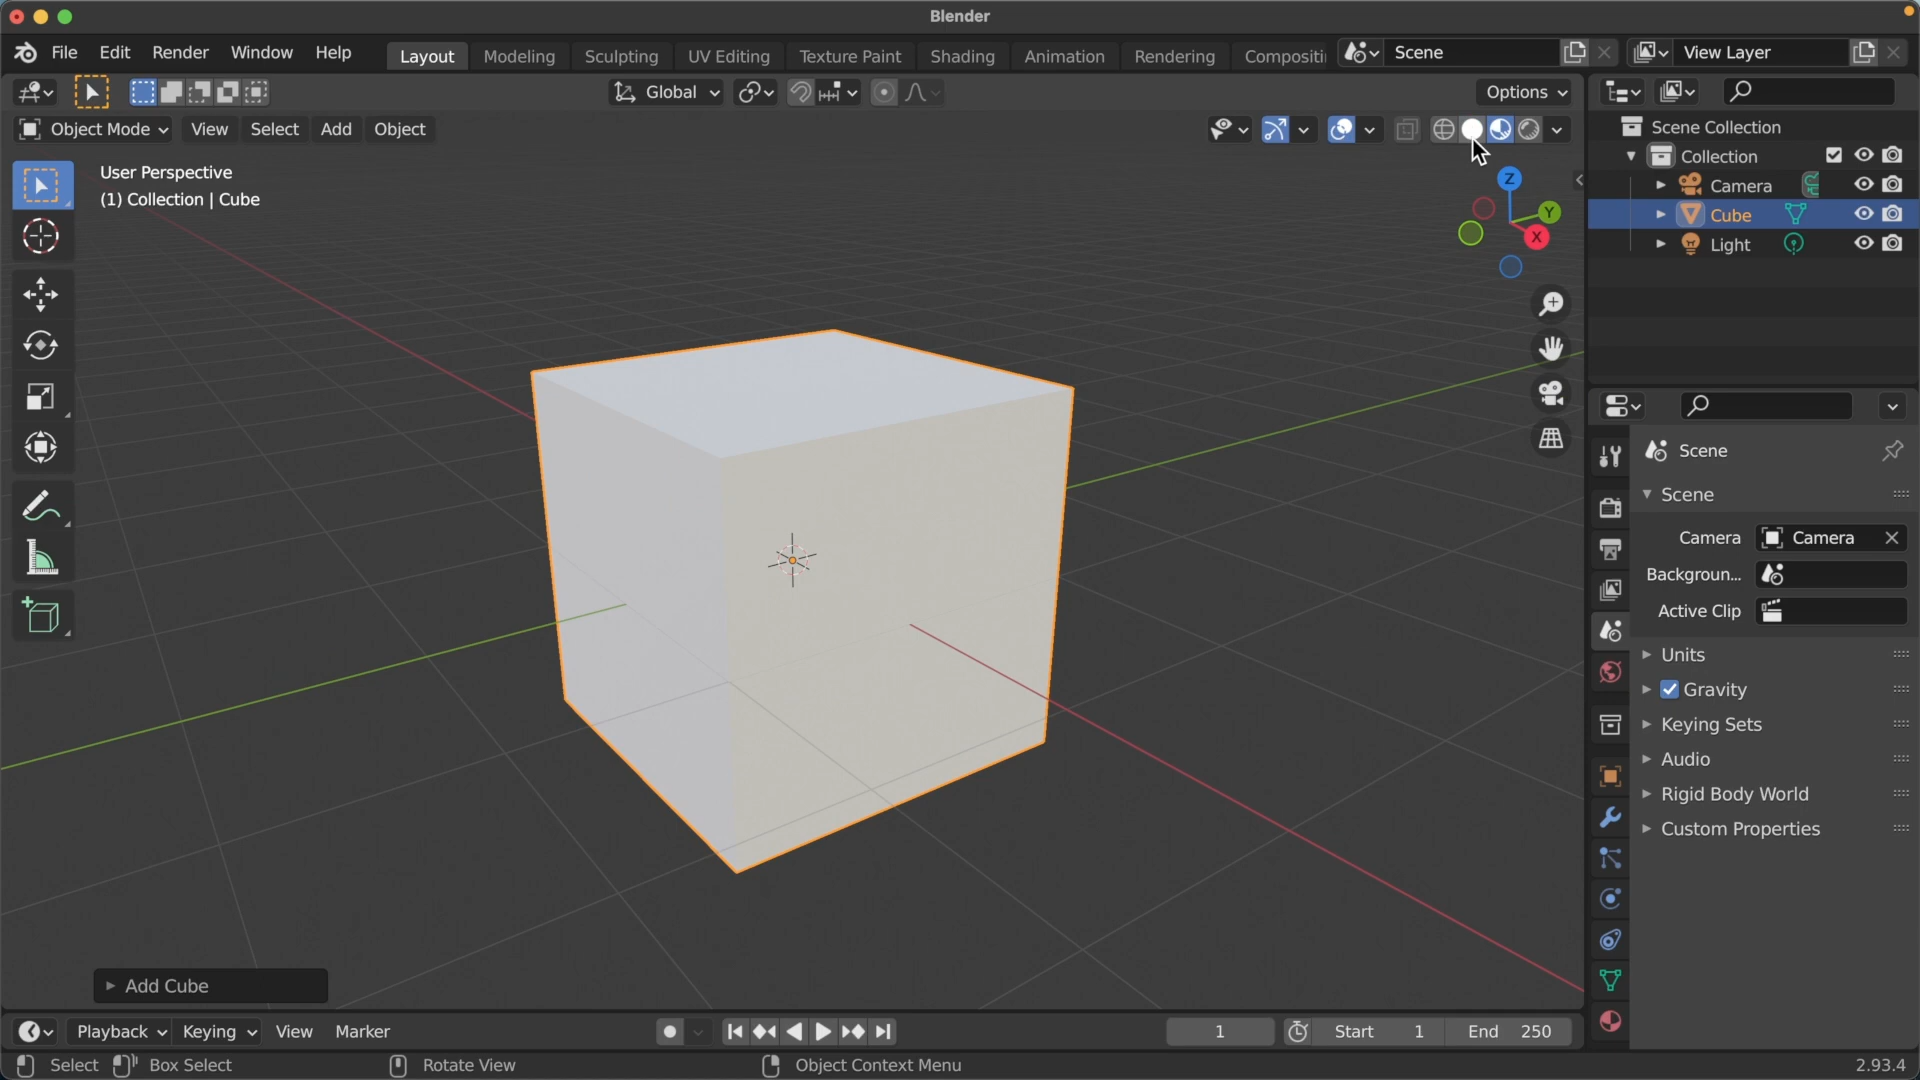 Blender
File Edit Render Window Help Layout Modeling Sculpting UV Editing Texture Paint Shading Animation Rendering Compositi Scene View Layer
Global Options
Object Mode View Select Add Object
User Perspective
(1) Collection | Cube
Z
Y
X
Scene Collection
Collection
Camera
Cube
Light
Scene
Scene
Camera Camera
Backgroun...
Active Clip
Units
Gravity
Keying Sets
Audio
Rigid Body World
Custom Properties
Add Cube
Playback Keying View Marker 1 Start 1 End 250
Select Box Select Rotate View Object Context Menu 2.93.4